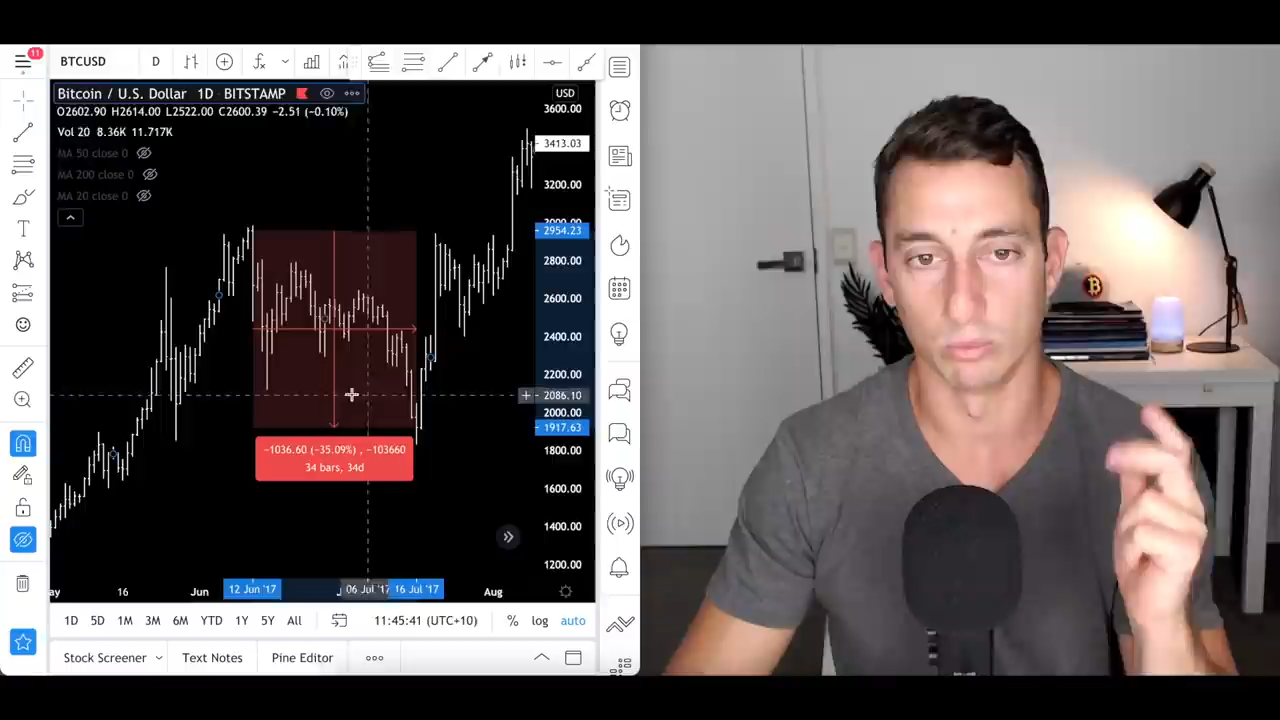 11
BTCUSD
D
Bitcoin / U.S. Dollar 1D BITSTAMP
USD
O2602.90 H2614.00 L2522.00 C2600.39 −2.51 (−0.10%)
Vol 20 8.36K 11.717K
MA 50 close 0
MA 200 close 0
MA 20 close 0
3600.00
3413.03
3200.00
3000.00
2954.23
2800.00
2600.00
2400.00
2200.00
2086.10
2000.00
1917.63
1800.00
1600.00
1400.00
1200.00
−1036.60 (−35.09%) , −103660
34 bars, 34d
ay 16 Jun 12 Jun '17 06 Jul '17 16 Jul '17 Aug
1D 5D 1M 3M 6M YTD 1Y 5Y All 11:45:41 (UTC+10) % log auto
Stock Screener Text Notes Pine Editor